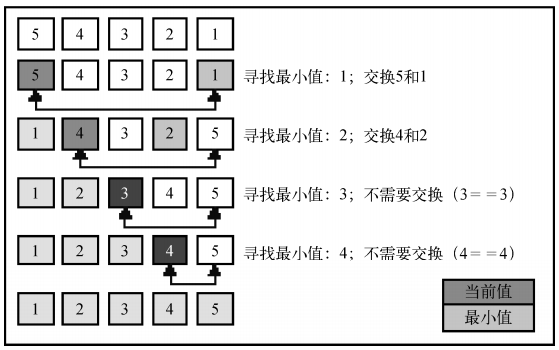 5 4 3 2 1
5 4 3 2 1 寻找最小值：1；交换5和1
1 4 3 2 5 寻找最小值：2；交换4和2
1 2 3 4 5 寻找最小值：3；不需要交换（3==3）
1 2 3 4 5 寻找最小值：4；不需要交换（4==4）
当前值
1 2 3 4 5 最小值